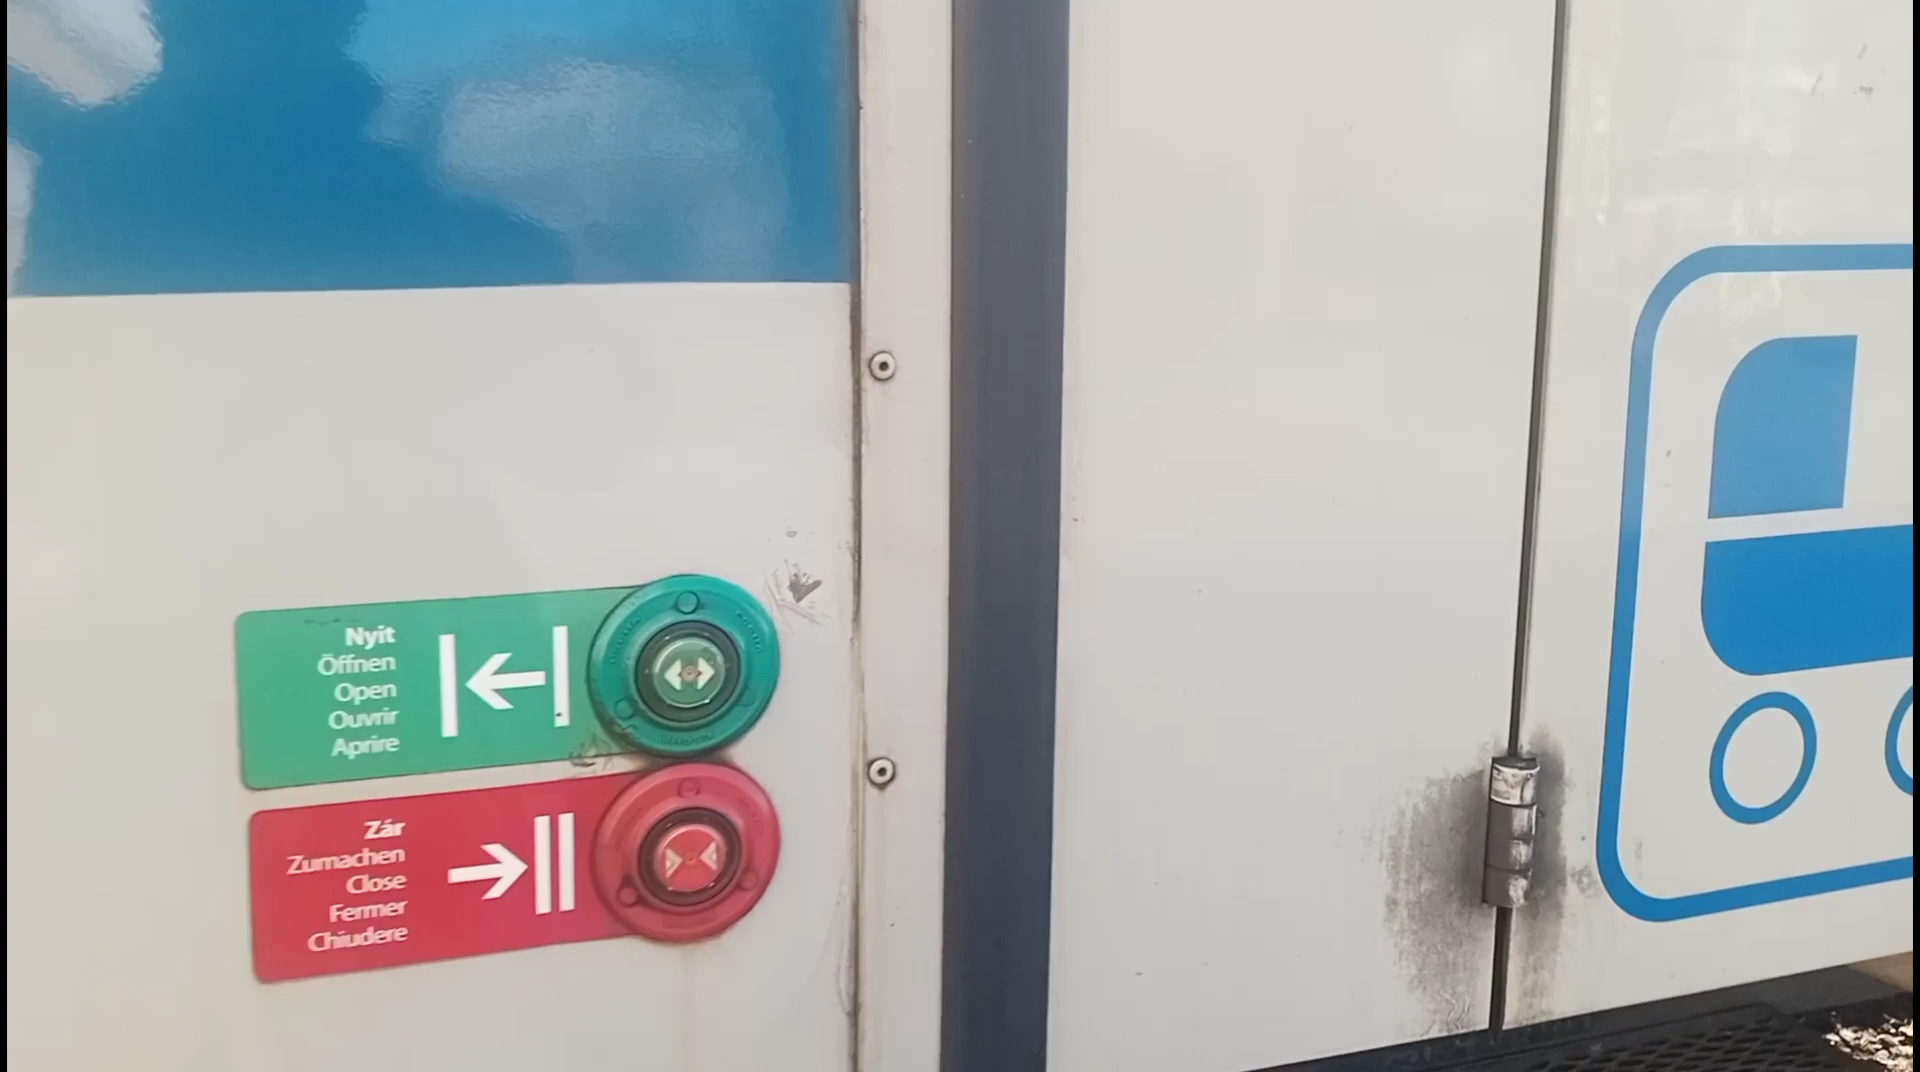 Nyit
Öffnen
Open
Ouvrir
Aprire
Zár
Zumachen
Close
Fermer
Chiudere